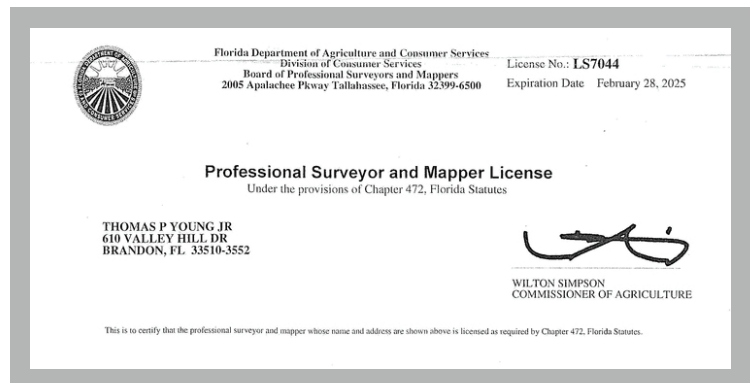 Florida Department of Agriculture and Consumer Services
Division of Consumer Services
Board of Professional Surveyors and Mappers
2005 Apalachee Pkway Tallahassee, Florida 32399-6500
License No.: LS7044
Expiration Date February 28, 2025
Professional Surveyor and Mapper License
Under the provisions of Chapter 472, Florida Statutes
THOMAS P YOUNG JR
610 VALLEY HILL DR
BRANDON, FL 33510-3552
WILTON SIMPSON
COMMISSIONER OF AGRICULTURE
This is to certify that the professional surveyor and mapper whose name and address are shown above is licensed as required by Chapter 472, Florida Statutes.